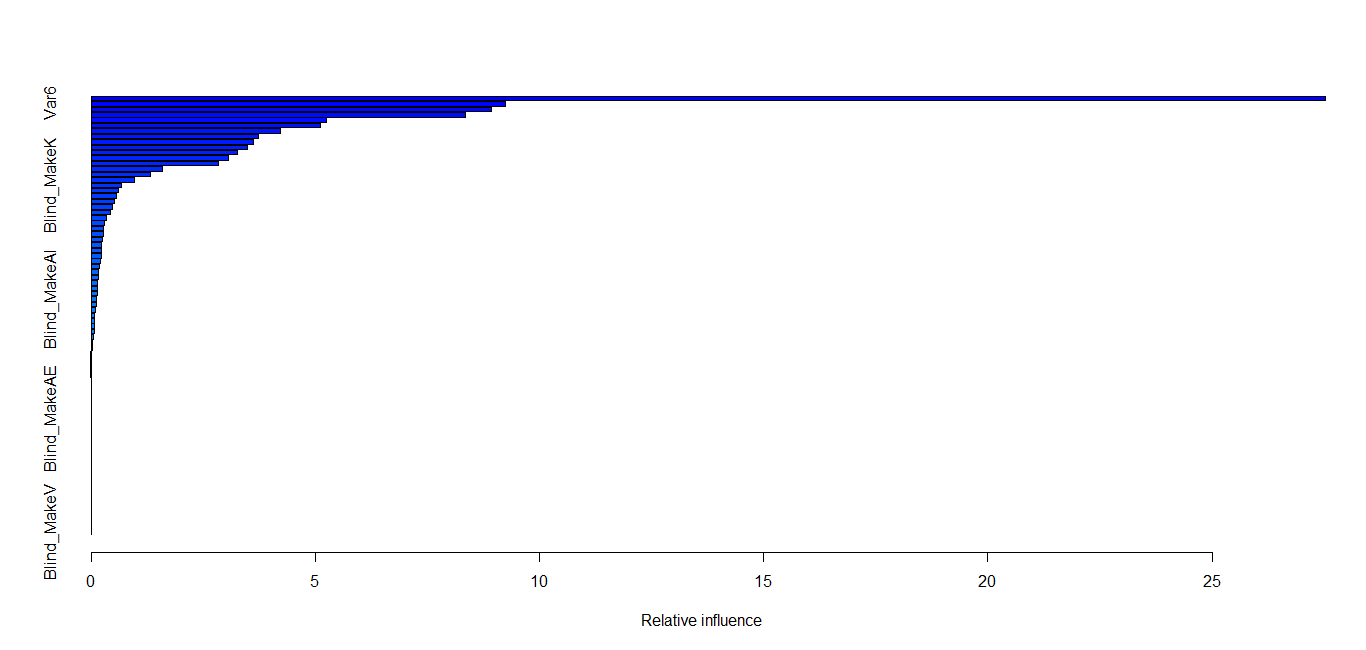 Var6
Blind_MakeK
Blind_MakeAI
Blind_MakeAE
Blind_MakeV
0 5 10 15 20 25
Relative influence